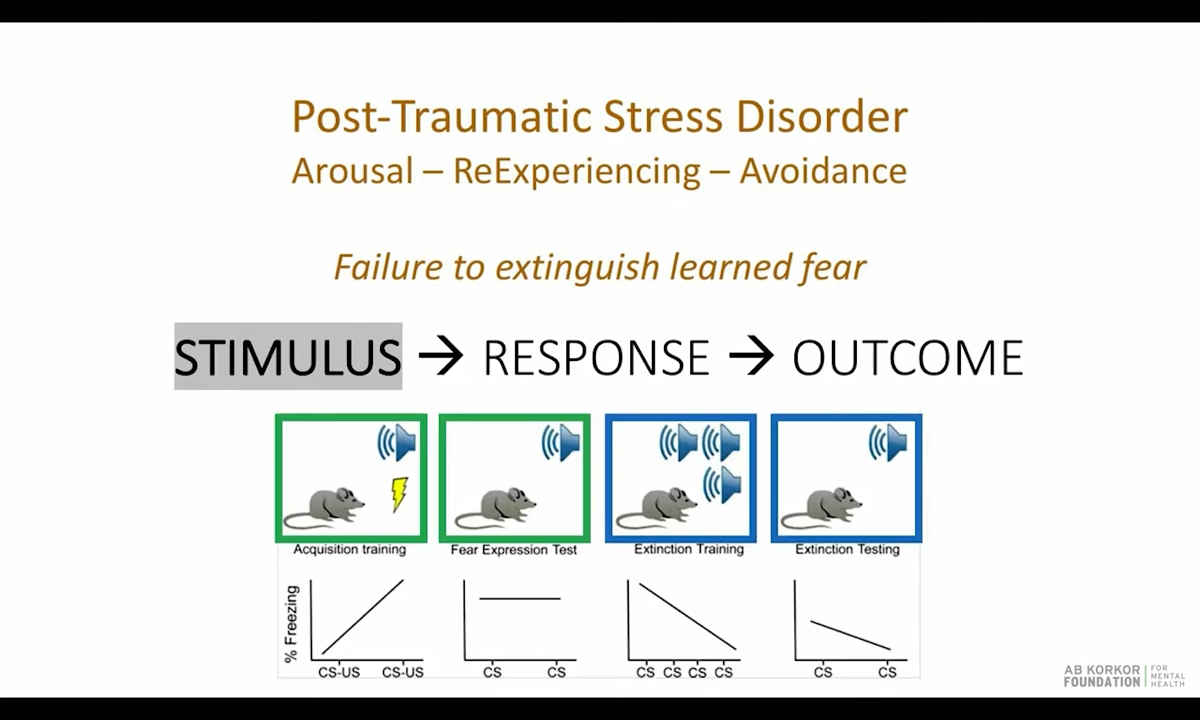 Post-Traumatic Stress Disorder
Arousal – ReExperiencing – Avoidance
Failure to extinguish learned fear
STIMULUS → RESPONSE → OUTCOME
Acquisition training
Fear Expression Test
Extinction Training
Extinction Testing
% Freezing
CS-US CS-US
CS CS
CS CS CS CS
CS CS
AB KORKOR
FOUNDATION
FOR
MENTAL
HEALTH